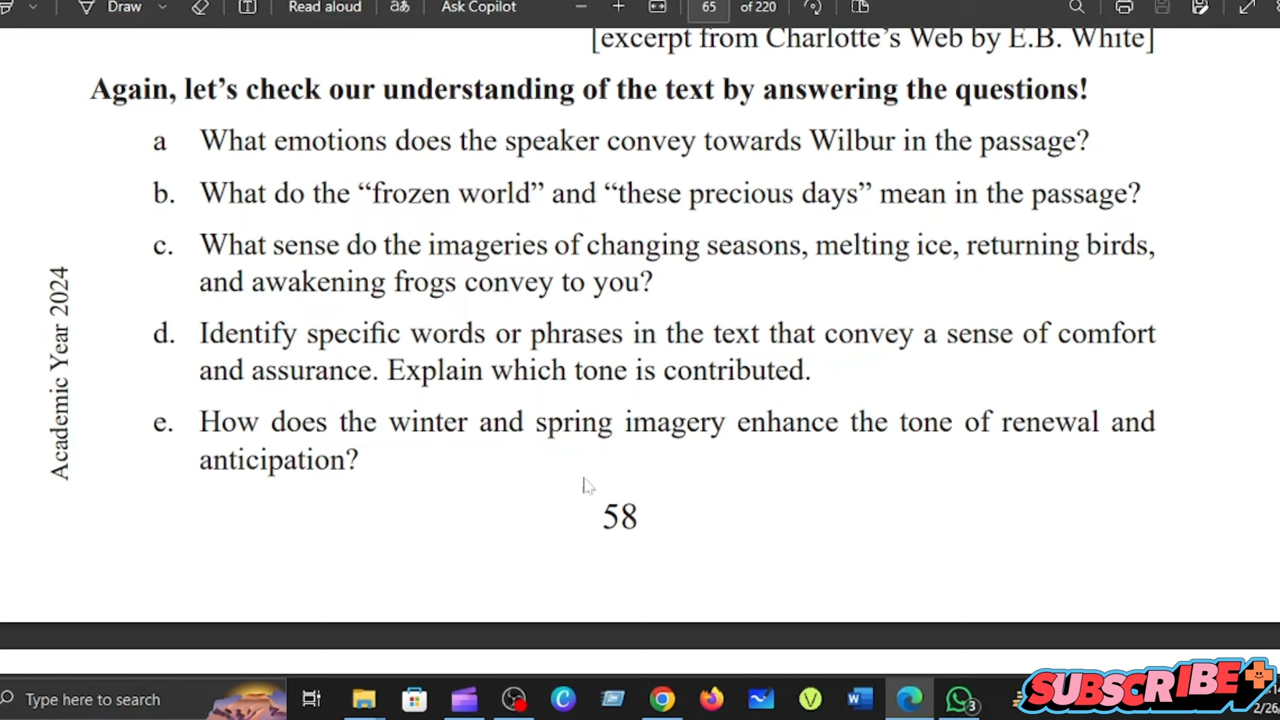 Draw
Read aloud
aあ
Ask Copilot
65
of 220
[excerpt from Charlotte's Web by E.B. White]
Again, let's check our understanding of the text by answering the questions!
a What emotions does the speaker convey towards Wilbur in the passage?
b. What do the “frozen world” and “these precious days” mean in the passage?
c. What sense do the imageries of changing seasons, melting ice, returning birds,
and awakening frogs convey to you?
d. Identify specific words or phrases in the text that convey a sense of comfort
and assurance. Explain which tone is contributed.
e. How does the winter and spring imagery enhance the tone of renewal and
anticipation?
Academic Year 2024
58
Type here to search
3
SUBSCRIBE